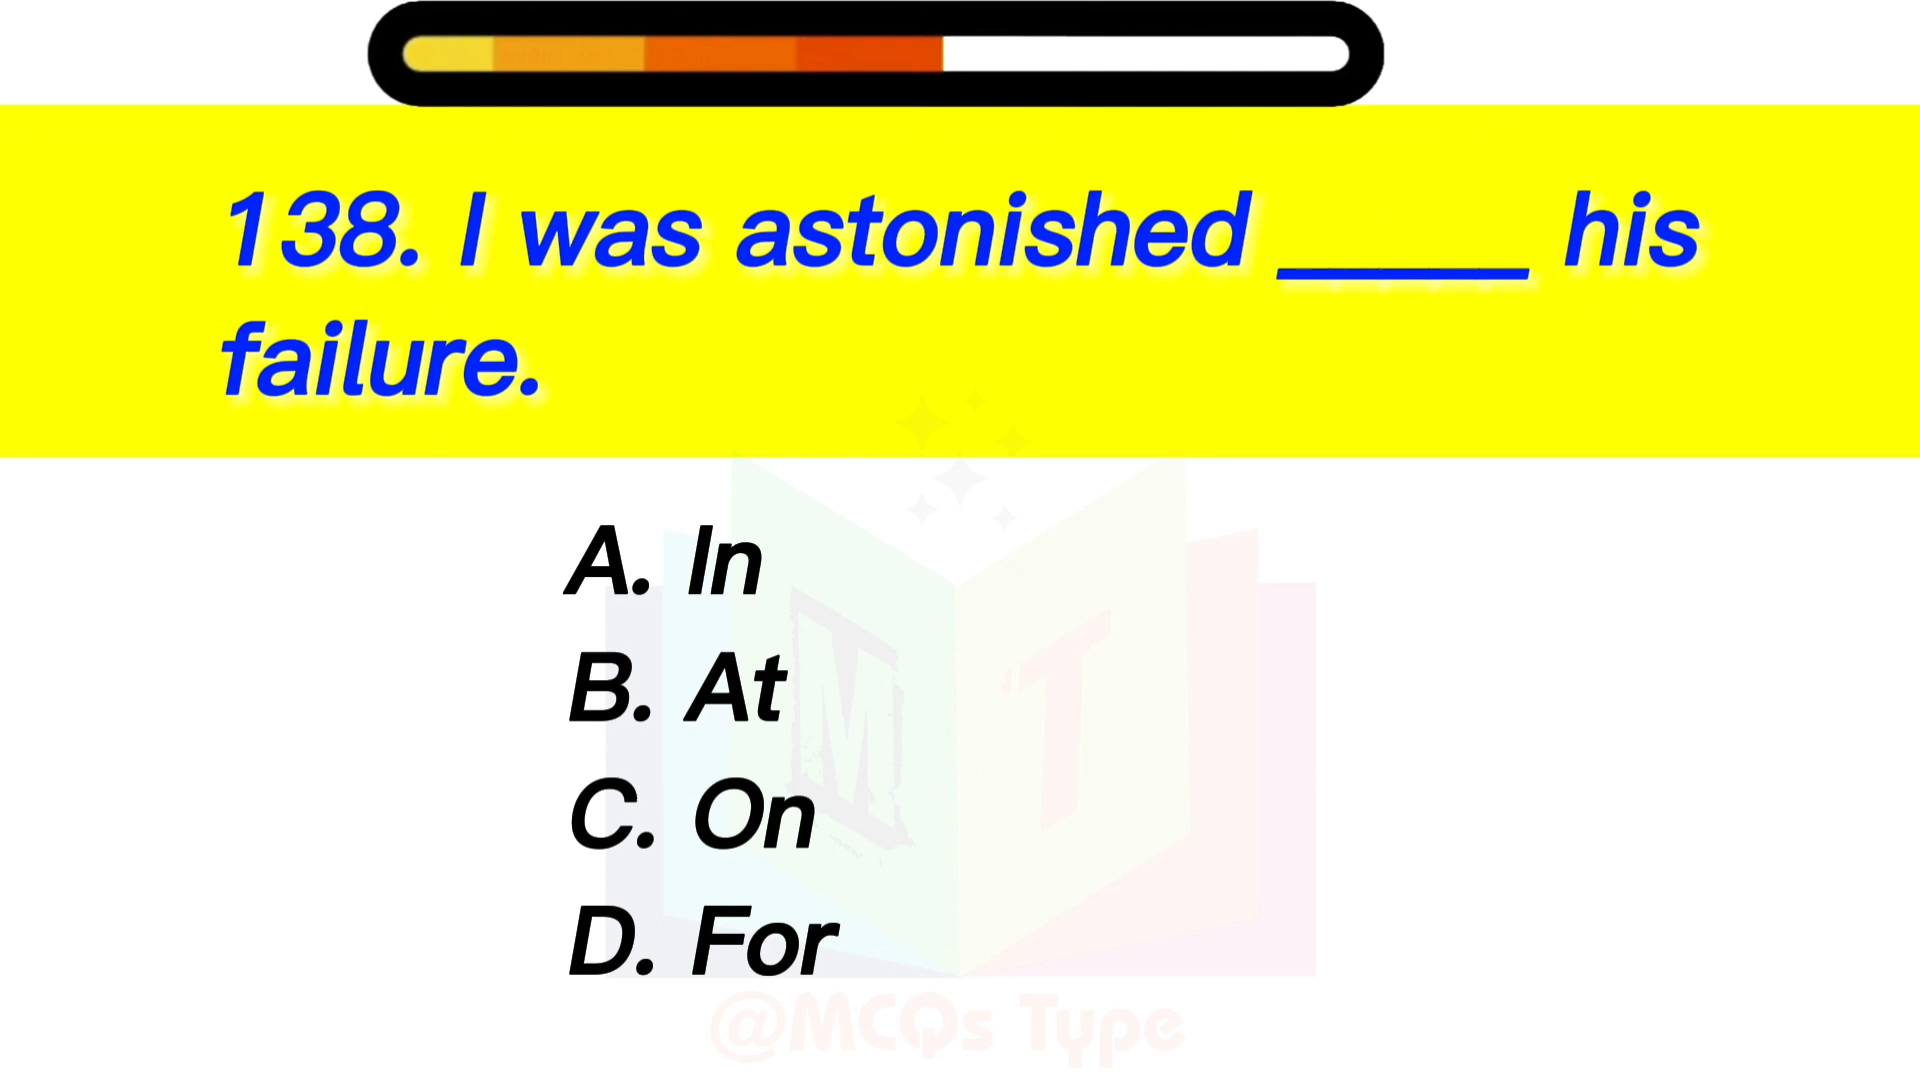 138. I was astonished _____ his
failure.
A. In
B. At
C. On
D. For
M T
@MCQs Type